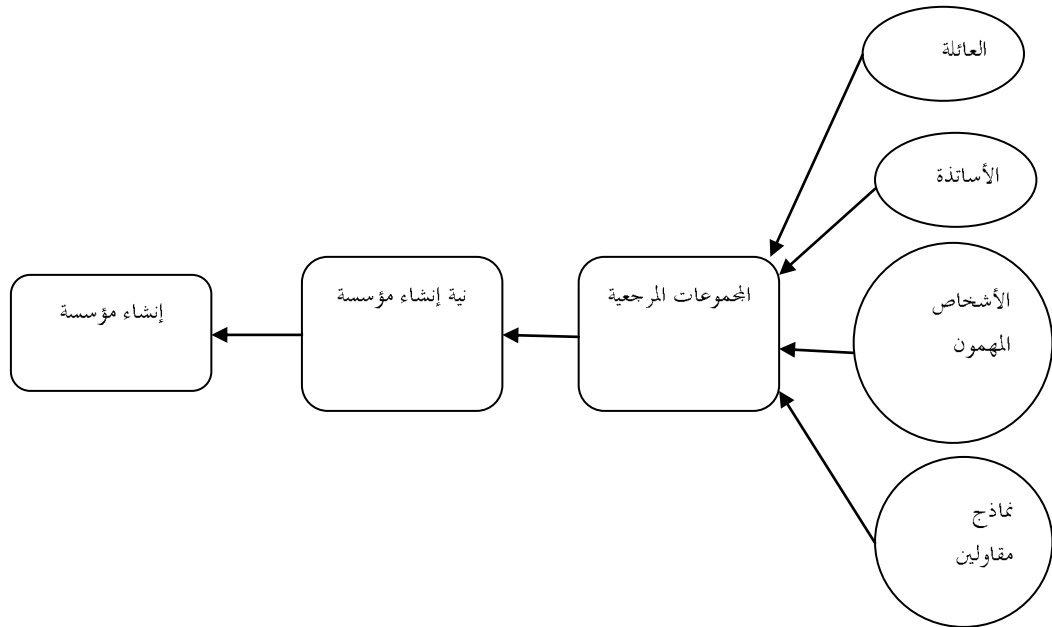 العائلة
الأساتذة
الأشخاص
المهمون
نماذج
مقاولين
المجموعات المرجعية
نية إنشاء مؤسسة
إنشاء مؤسسة